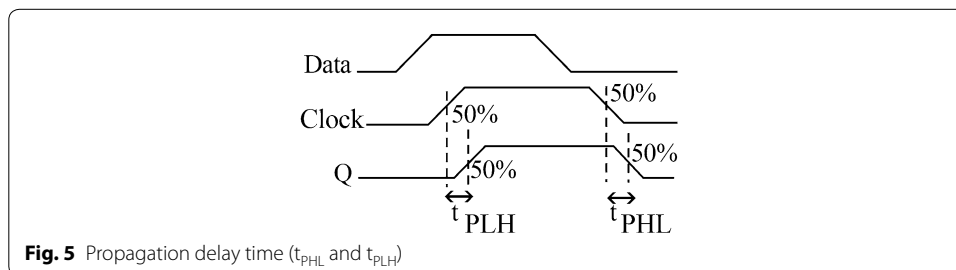 Data
50%
Clock
50%
50%
Q
50%
t PLH
t PHL
Fig. 5 Propagation delay time (tPHL and tPLH)